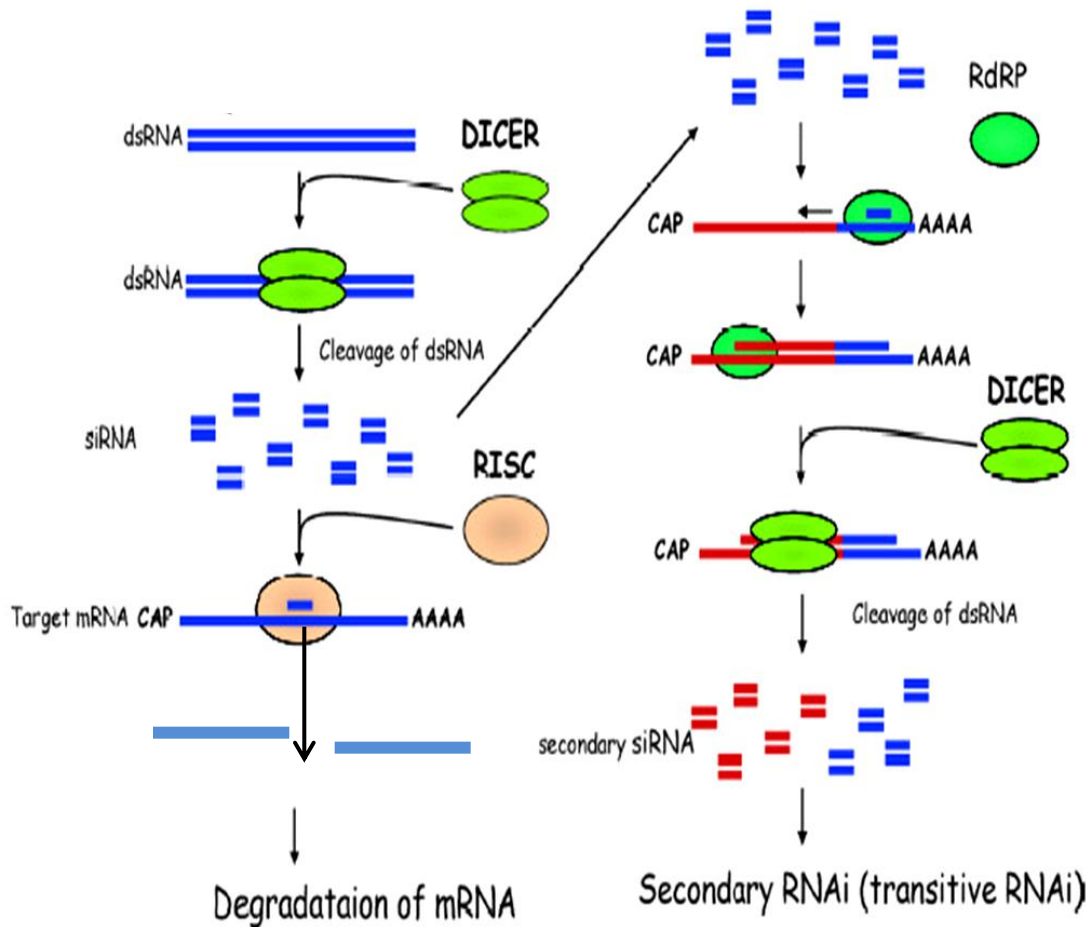 dsRNA
DICER
dsRNA
Cleavage of dsRNA
siRNA
RISC
Target mRNA CAP AAAA
Degradataion of mRNA
RdRP
CAP AAAA
CAP AAAA
DICER
CAP AAAA
Cleavage of dsRNA
secondary siRNA
Secondary RNAi (transitive RNAi)